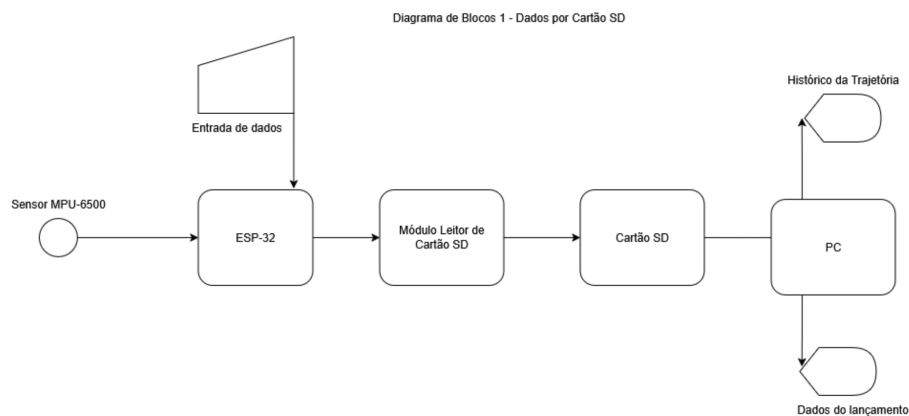 Diagrama de Blocos 1 - Dados por Cartão SD
Histórico da Trajetória
Entrada de dados
Sensor MPU-6500
ESP-32
Módulo Leitor de
Cartão SD
Cartão SD
PC
Dados do lançamento